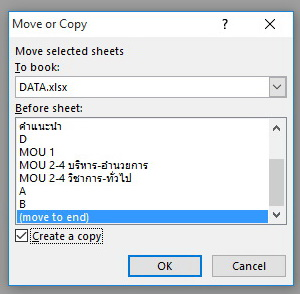 Move or Copy
Move selected sheets
To book:
DATA.xlsx
Before sheet:
คำแนะนำ
D
MOU 1
MOU 2-4 บริหาร-อำนวยการ
MOU 2-4 วิชาการ-ทั่วไป
A
B
(move to end)
Create a copy
OK
Cancel